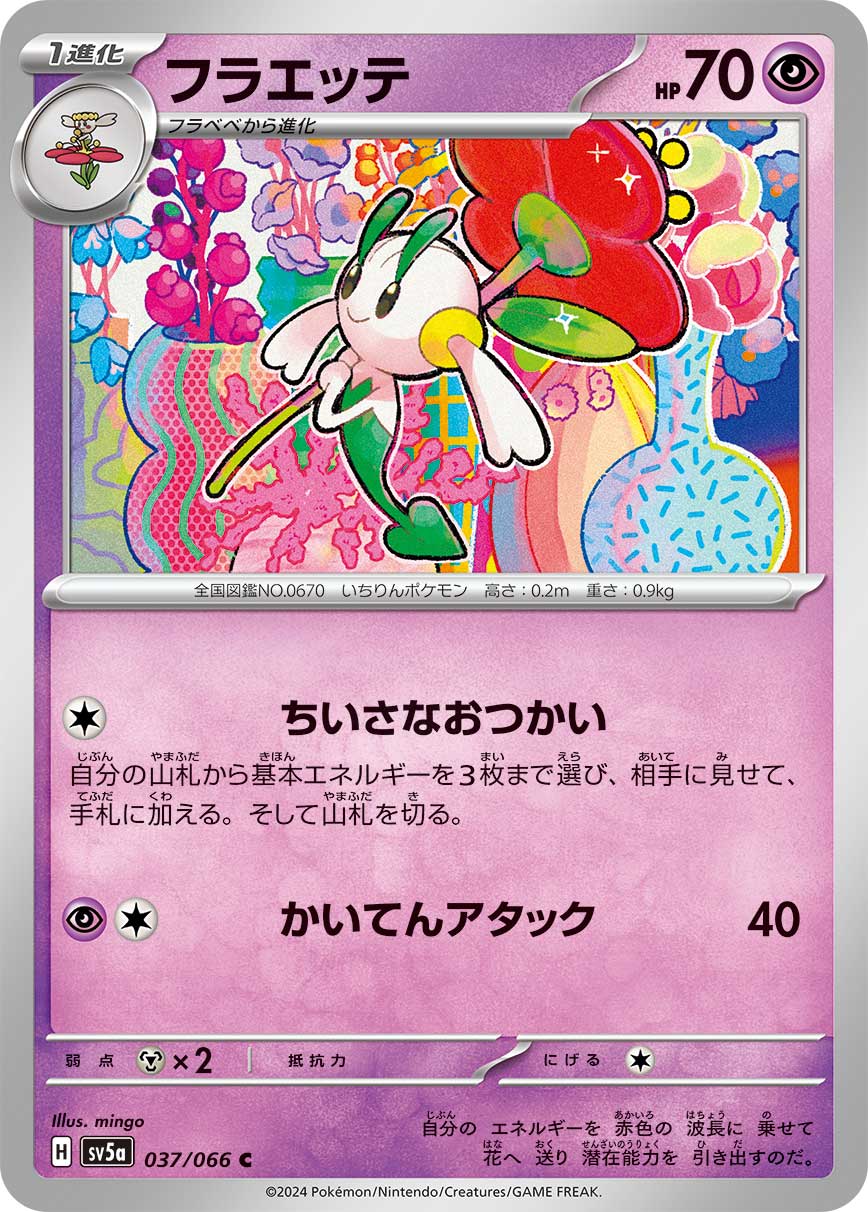 1進化
フラエッテ
HP70
フラベベから進化
全国図鑑NO.0670 いちりんポケモン 高さ:0.2m 重さ:0.9kg
ちいさなおつかい
自分の山札から基本エネルギーを3枚まで選び、相手に見せて、
手札に加える。そして山札を切る。
かいてんアタック 40
弱点 ×2 抵抗力 にげる
Illus. mingo
自分の エネルギーを 赤色の 波長に 乗せて
花へ 送り 潜在能力を 引き出すのだ。
H sv5a 037/066 C
©2024 Pokémon/Nintendo/Creatures/GAME FREAK.